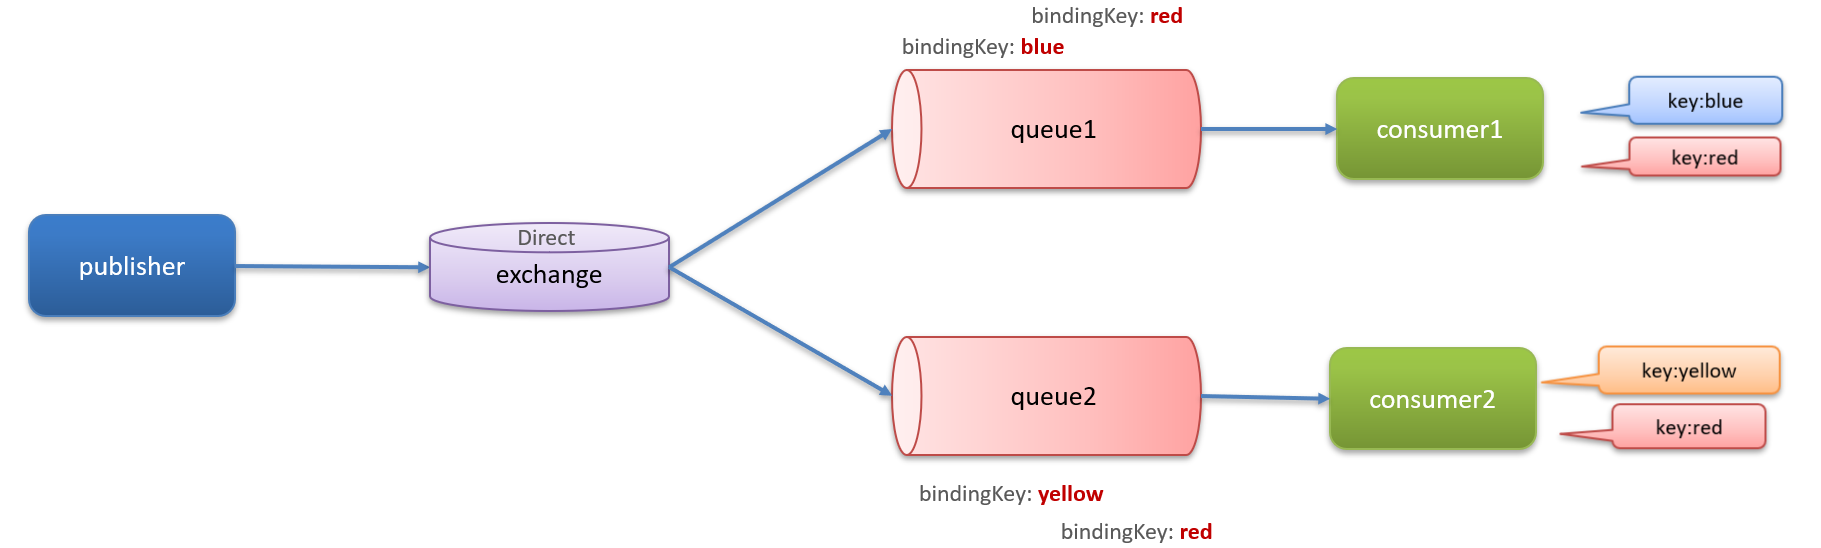 bindingKey: red
bindingKey: blue
queue1
consumer1
key:blue
key:red
publisher
Direct
exchange
queue2
consumer2
key:yellow
key:red
bindingKey: yellow
bindingKey: red